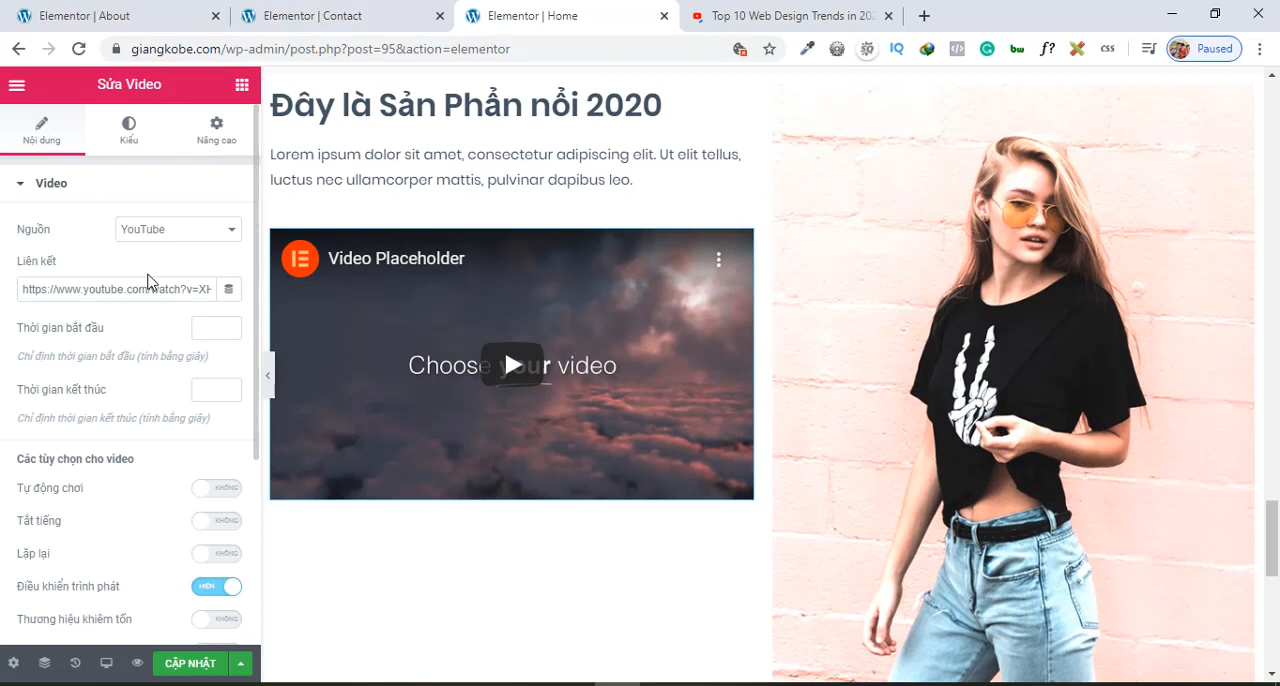 Elementor | About
Elementor | Contact
Elementor | Home
Top 10 Web Design Trends in 202
giangkobe.com/wp-admin/post.php?post=95&action=elementor
IQ
bw
f?
css
Paused
Sửa Video
Nội dung
Kiểu
Nâng cao
Video
Nguồn
YouTube
Liên kết
https://www.youtube.com/watch?v=XH
Thời gian bắt đầu
Chỉ định thời gian bắt đầu (tính bằng giây)
Thời gian kết thúc
Chỉ định thời gian kết thúc (tính bằng giây)
Các tùy chọn cho video
Tự động chơi
KHÔNG
Tắt tiếng
KHÔNG
Lặp lại
KHÔNG
Điều khiển trình phát
HIỆN
Thương hiệu khiêm tốn
KHÔNG
CẬP NHẬT
Đây là Sản Phẩn nổi 2020
Lorem ipsum dolor sit amet, consectetur adipiscing elit. Ut elit tellus,
luctus nec ullamcorper mattis, pulvinar dapibus leo.
Video Placeholder
Choose your video